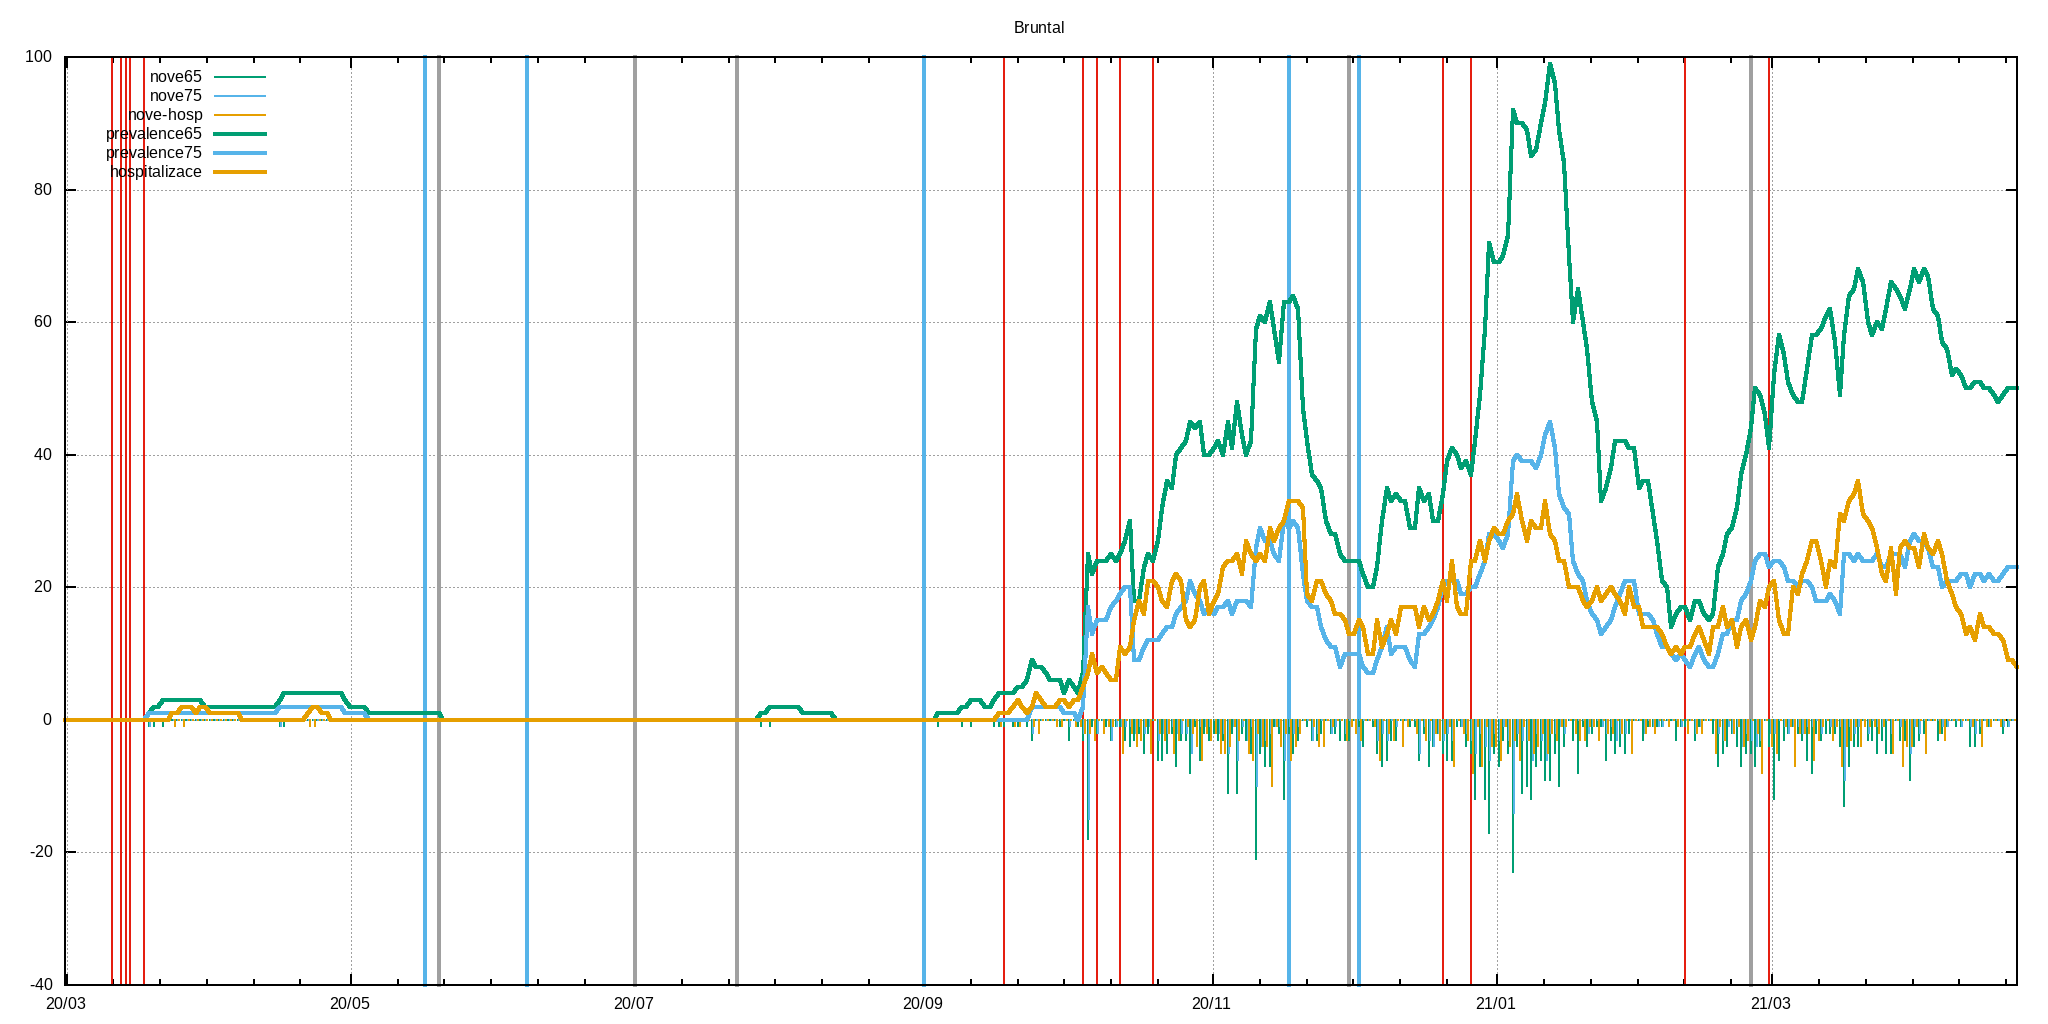 Bruntal
100
80
60
40
20
0
-20
-40
nove65
nove75
nove-hosp
prevalence65
prevalence75
hospitalizace
20/03 20/05 20/07 20/09 20/11 21/01 21/03